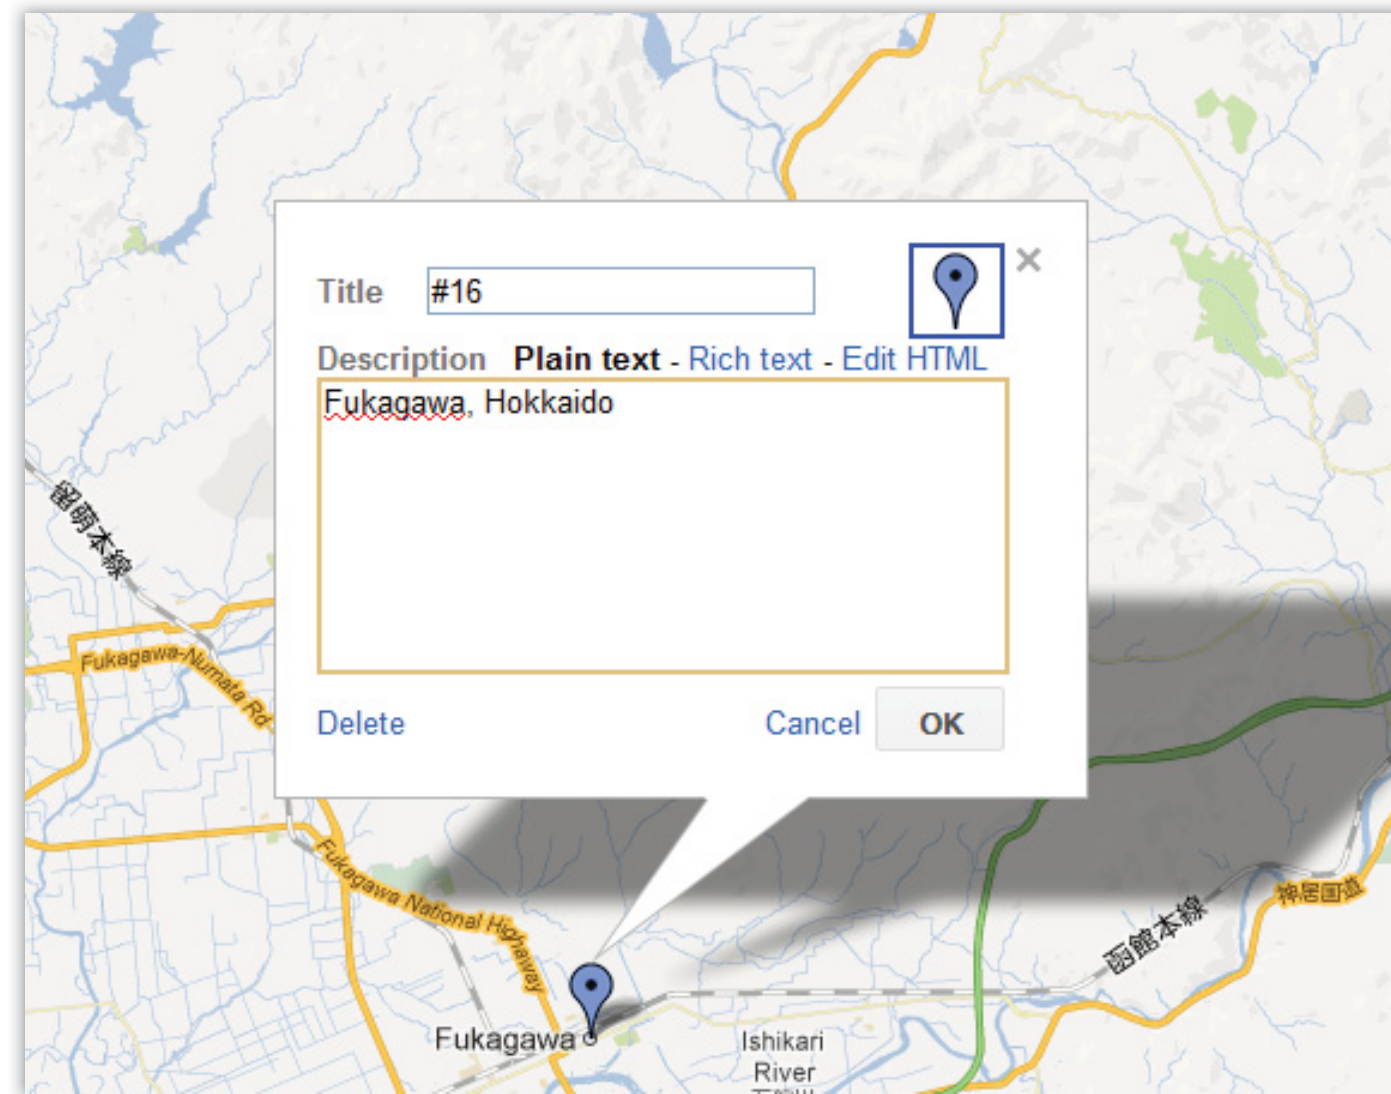 Title #16
Description Plain text - Rich text - Edit HTML
Fukagawa, Hokkaido
Delete Cancel OK
留萌本線
Fukagawa-Numata Rd
Fukagawa National Highaway
神居国道
函館本線
Fukagawa
Ishikari
River